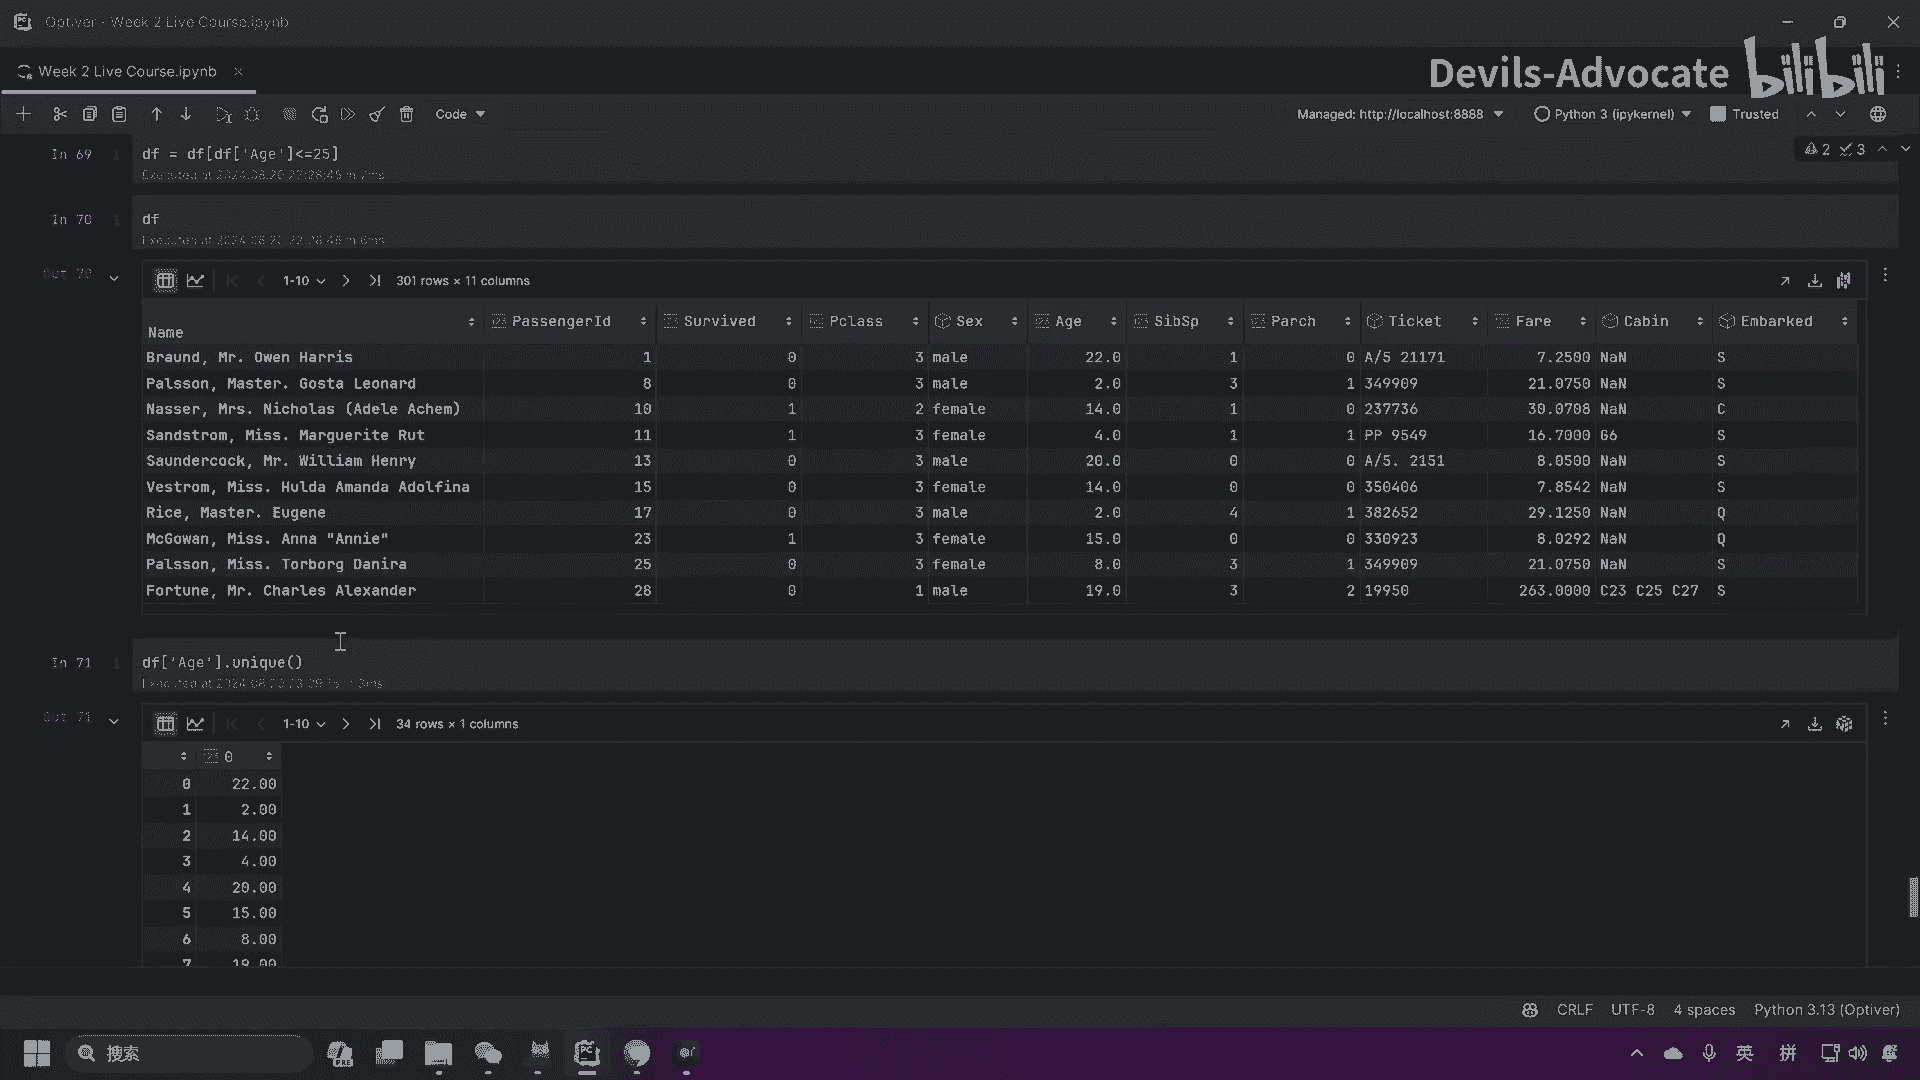 Optiver - Week 2 Live Course.ipynb
Week 2 Live Course.ipynb
Devils-Advocate bilibili
Code
Managed: http://localhost:8888
Python 3 (ipykernel)
Trusted
In 69 1 df = df[df['Age']<=25]
2 3
In 70 1 df
Out 70 1-10 301 rows × 11 columns
Name PassengerId Survived Pclass Sex Age SibSp Parch Ticket Fare Cabin Embarked
Braund, Mr. Owen Harris 1 0 3 male 22.0 1 0 A/5 21171 7.2500 NaN S
Palsson, Master. Gosta Leonard 8 0 3 male 2.0 3 1 349909 21.0750 NaN S
Nasser, Mrs. Nicholas (Adele Achem) 10 1 2 female 14.0 1 0 237736 30.0708 NaN C
Sandstrom, Miss. Marguerite Rut 11 1 3 female 4.0 1 1 PP 9549 16.7000 G6 S
Saundercock, Mr. William Henry 13 0 3 male 20.0 0 0 A/5. 2151 8.0500 NaN S
Vestrom, Miss. Hulda Amanda Adolfina 15 0 3 female 14.0 0 0 350406 7.8542 NaN S
Rice, Master. Eugene 17 0 3 male 2.0 4 1 382652 29.1250 NaN Q
McGowan, Miss. Anna "Annie" 23 1 3 female 15.0 0 0 330923 8.0292 NaN Q
Palsson, Miss. Torborg Danira 25 0 3 female 8.0 3 1 349909 21.0750 NaN S
Fortune, Mr. Charles Alexander 28 0 1 male 19.0 3 2 19950 263.0000 C23 C25 C27 S
In 71 1 df['Age'].unique()
Out 71 1-10 34 rows × 1 columns
0
0 22.00
1 2.00
2 14.00
3 4.00
4 20.00
5 15.00
6 8.00
7 19.00
CRLF UTF-8 4 spaces Python 3.13 (Optiver)
搜索
英 拼